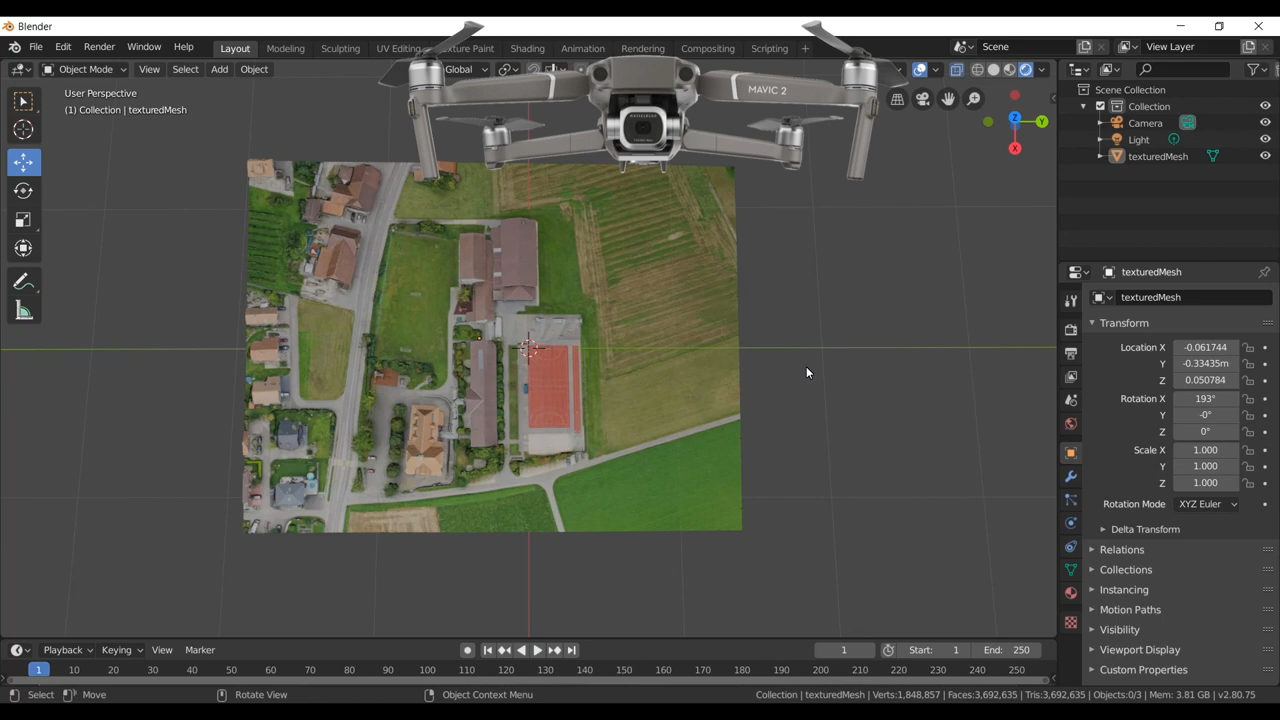 Blender
File Edit Render Window Help
Layout Modeling Sculpting UV Editing Texture Paint Shading Animation Rendering Compositing Scripting +
Scene View Layer
Object Mode View Select Add Object Global
User Perspective
(1) Collection | texturedMesh
MAVIC 2
HASSELBLAD
Z
Y
X
Scene Collection
Collection
Camera
Light
texturedMesh
texturedMesh
texturedMesh
Transform
Location X -0.061744
Y -0.33435m
Z 0.050784
Rotation X 193°
Y -0°
Z 0°
Scale X 1.000
Y 1.000
Z 1.000
Rotation Mode XYZ Euler
Delta Transform
Relations
Collections
Instancing
Motion Paths
Visibility
Viewport Display
Custom Properties
Playback Keying View Marker 1 Start: 1 End: 250
1 10 20 30 40 50 60 70 80 90 100 110 120 130 140 150 160 170 180 190 200 210 220 230 240 250
Select Move Rotate View Object Context Menu Collection | texturedMesh | Verts:1,848,857 | Faces:3,692,635 | Tris:3,692,635 | Objects:0/3 | Mem: 3.81 GB | v2.80.75